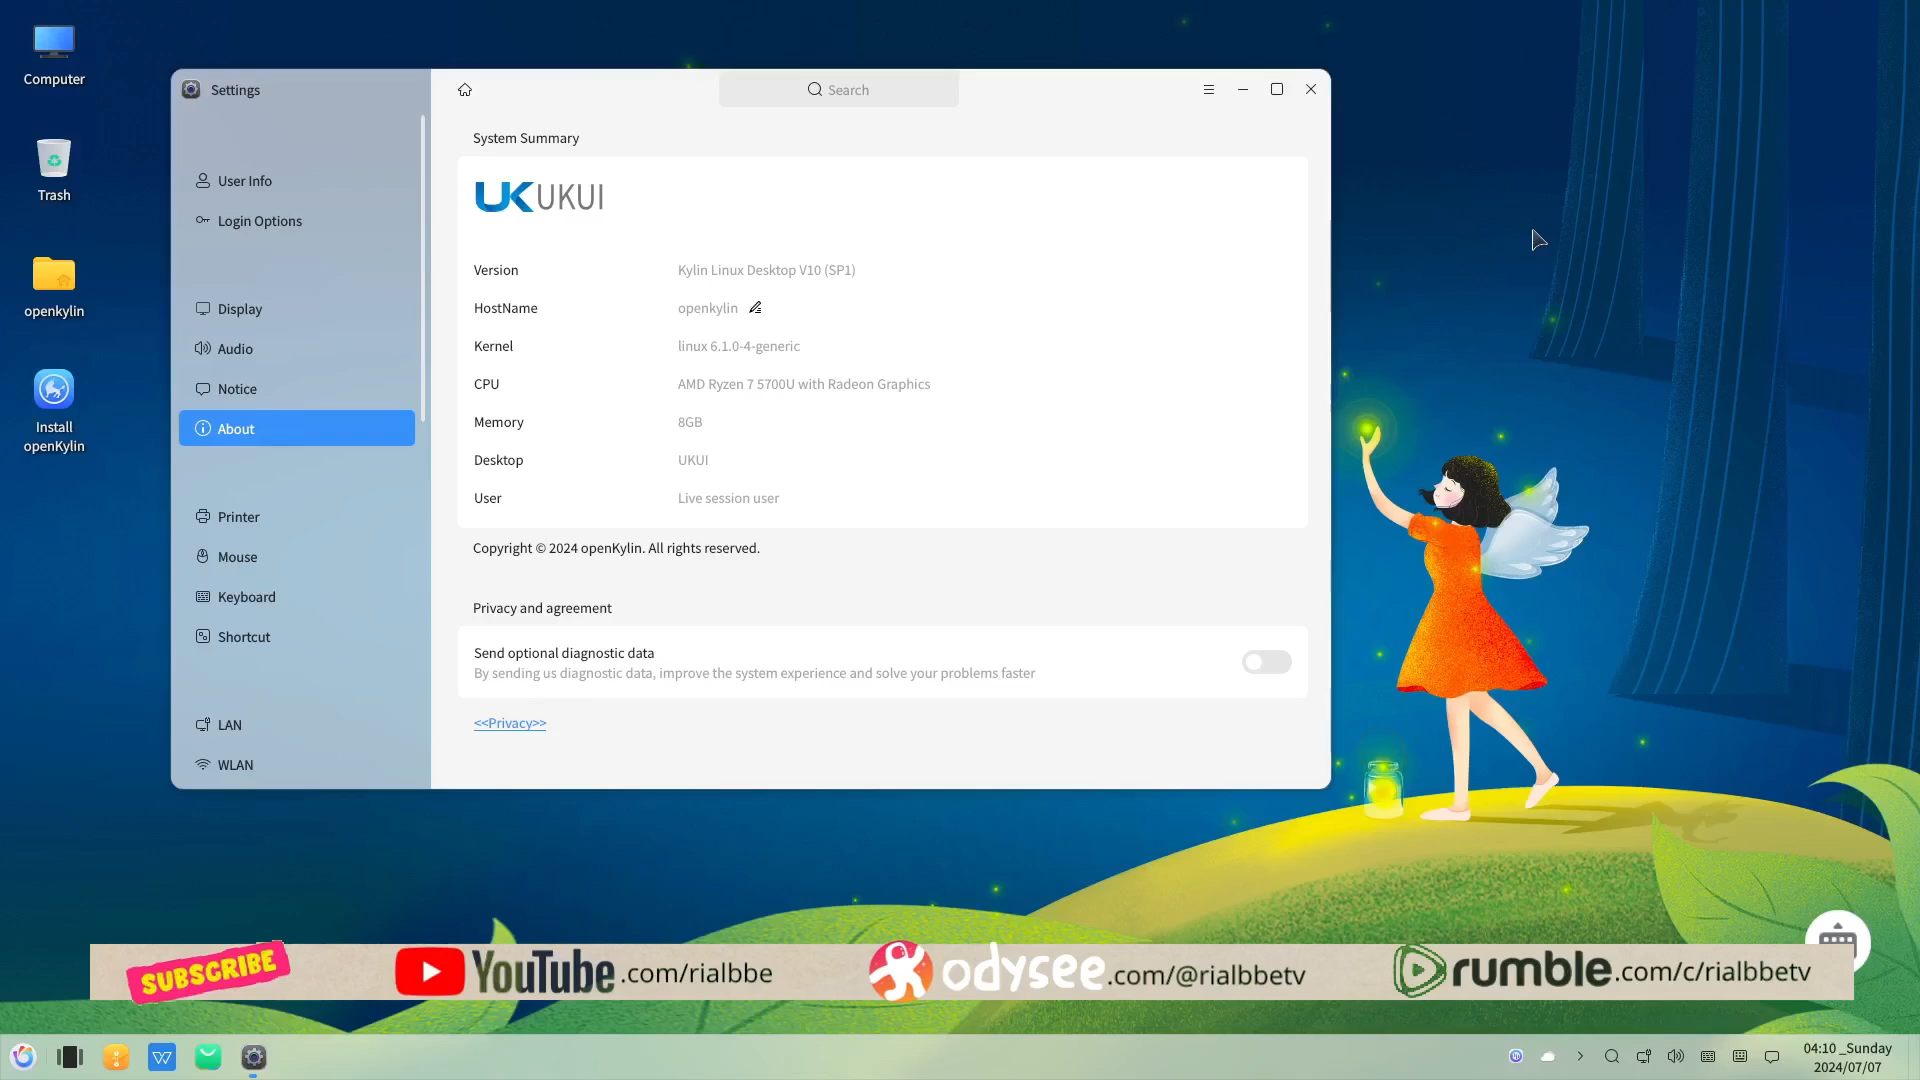 Computer
Trash
openkylin
Install
openKylin
Settings
Search
User Info
Login Options
Display
Audio
Notice
About
Printer
Mouse
Keyboard
Shortcut
LAN
WLAN
System Summary
UK UKUI
Version Kylin Linux Desktop V10 (SP1)
HostName openkylin
Kernel linux 6.1.0-4-generic
CPU AMD Ryzen 7 5700U with Radeon Graphics
Memory 8GB
Desktop UKUI
User Live session user
Copyright © 2024 openKylin. All rights reserved.
Privacy and agreement
Send optional diagnostic data
By sending us diagnostic data, improve the system experience and solve your problems faster
<<Privacy>>
SUBSCRIBE YouTube.com/rialbbe odysee.com/@rialbbetv rumble.com/c/rialbbetv
W
04:10 _Sunday
2024/07/07